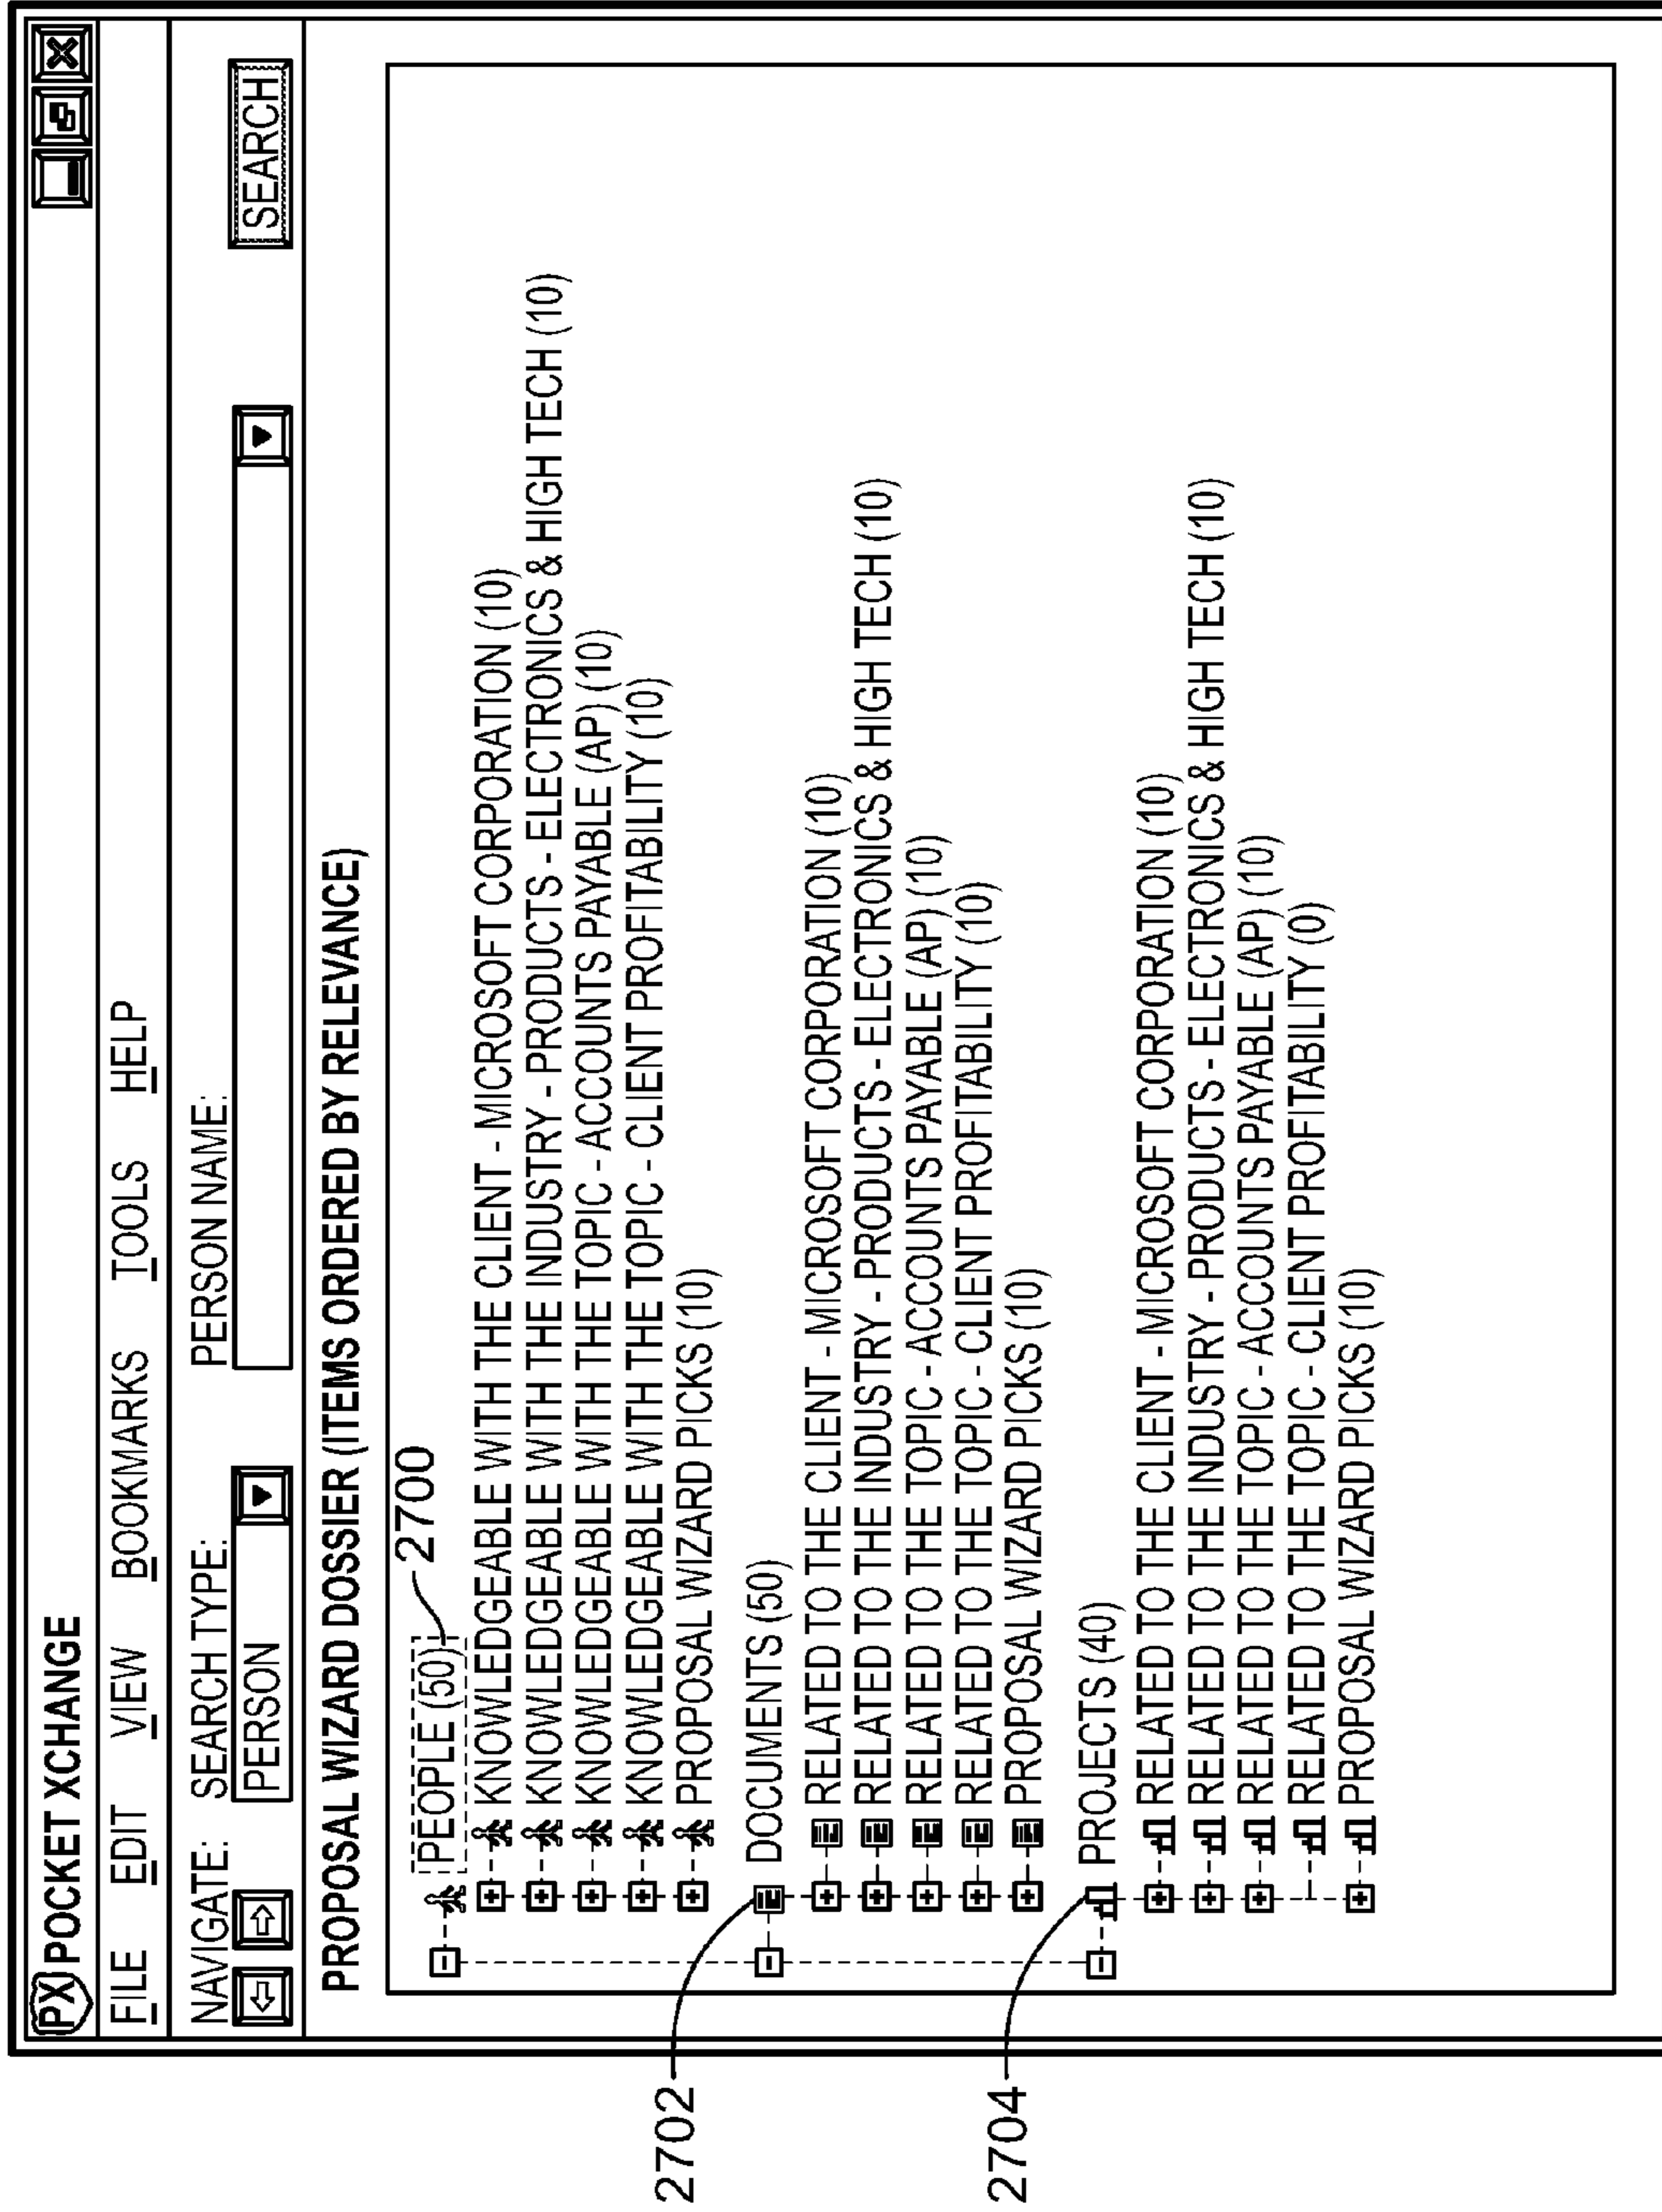 PX POCKET XCHANGE
FILE EDIT VIEW BOOKMARKS TOOLS HELP
NAVIGATE: SEARCH TYPE: PERSON NAME:
PERSON SEARCH
PROPOSAL WIZARD DOSSIER (ITEMS ORDERED BY RELEVANCE)
PEOPLE (50) 2700
KNOWLEDGEABLE WITH THE CLIENT - MICROSOFT CORPORATION (10)
KNOWLEDGEABLE WITH THE INDUSTRY - PRODUCTS - ELECTRONICS & HIGH TECH (10)
KNOWLEDGEABLE WITH THE TOPIC - ACCOUNTS PAYABLE (AP) (10)
KNOWLEDGEABLE WITH THE TOPIC - CLIENT PROFITABILITY (10)
PROPOSAL WIZARD PICKS (10)
2702 DOCUMENTS (50)
RELATED TO THE CLIENT - MICROSOFT CORPORATION (10)
RELATED TO THE INDUSTRY - PRODUCTS - ELECTRONICS & HIGH TECH (10)
RELATED TO THE TOPIC - ACCOUNTS PAYABLE (AP) (10)
RELATED TO THE TOPIC - CLIENT PROFITABILITY (10)
PROPOSAL WIZARD PICKS (10)
2704 PROJECTS (40)
RELATED TO THE CLIENT - MICROSOFT CORPORATION (10)
RELATED TO THE INDUSTRY - PRODUCTS - ELECTRONICS & HIGH TECH (10)
RELATED TO THE TOPIC - ACCOUNTS PAYABLE (AP) (10)
RELATED TO THE TOPIC - CLIENT PROFITABILITY (0)
PROPOSAL WIZARD PICKS (10)